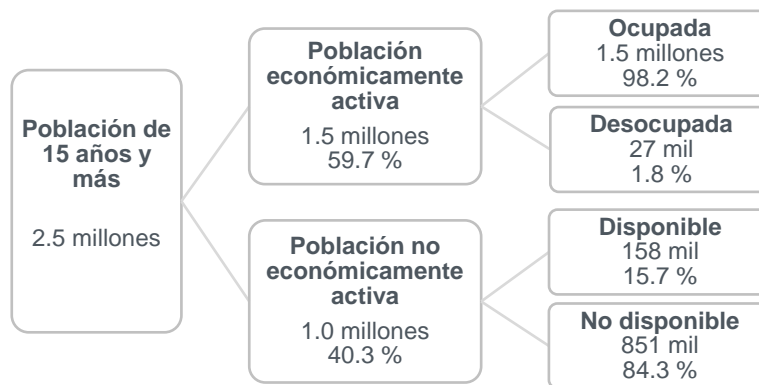 Población de
15 años y
más
2.5 millones
Población
económicamente
activa
1.5 millones
59.7 %
Población no
económicamente
activa
1.0 millones
40.3 %
Ocupada
1.5 millones
98.2 %
Desocupada
27 mil
1.8 %
Disponible
158 mil
15.7 %
No disponible
851 mil
84.3 %